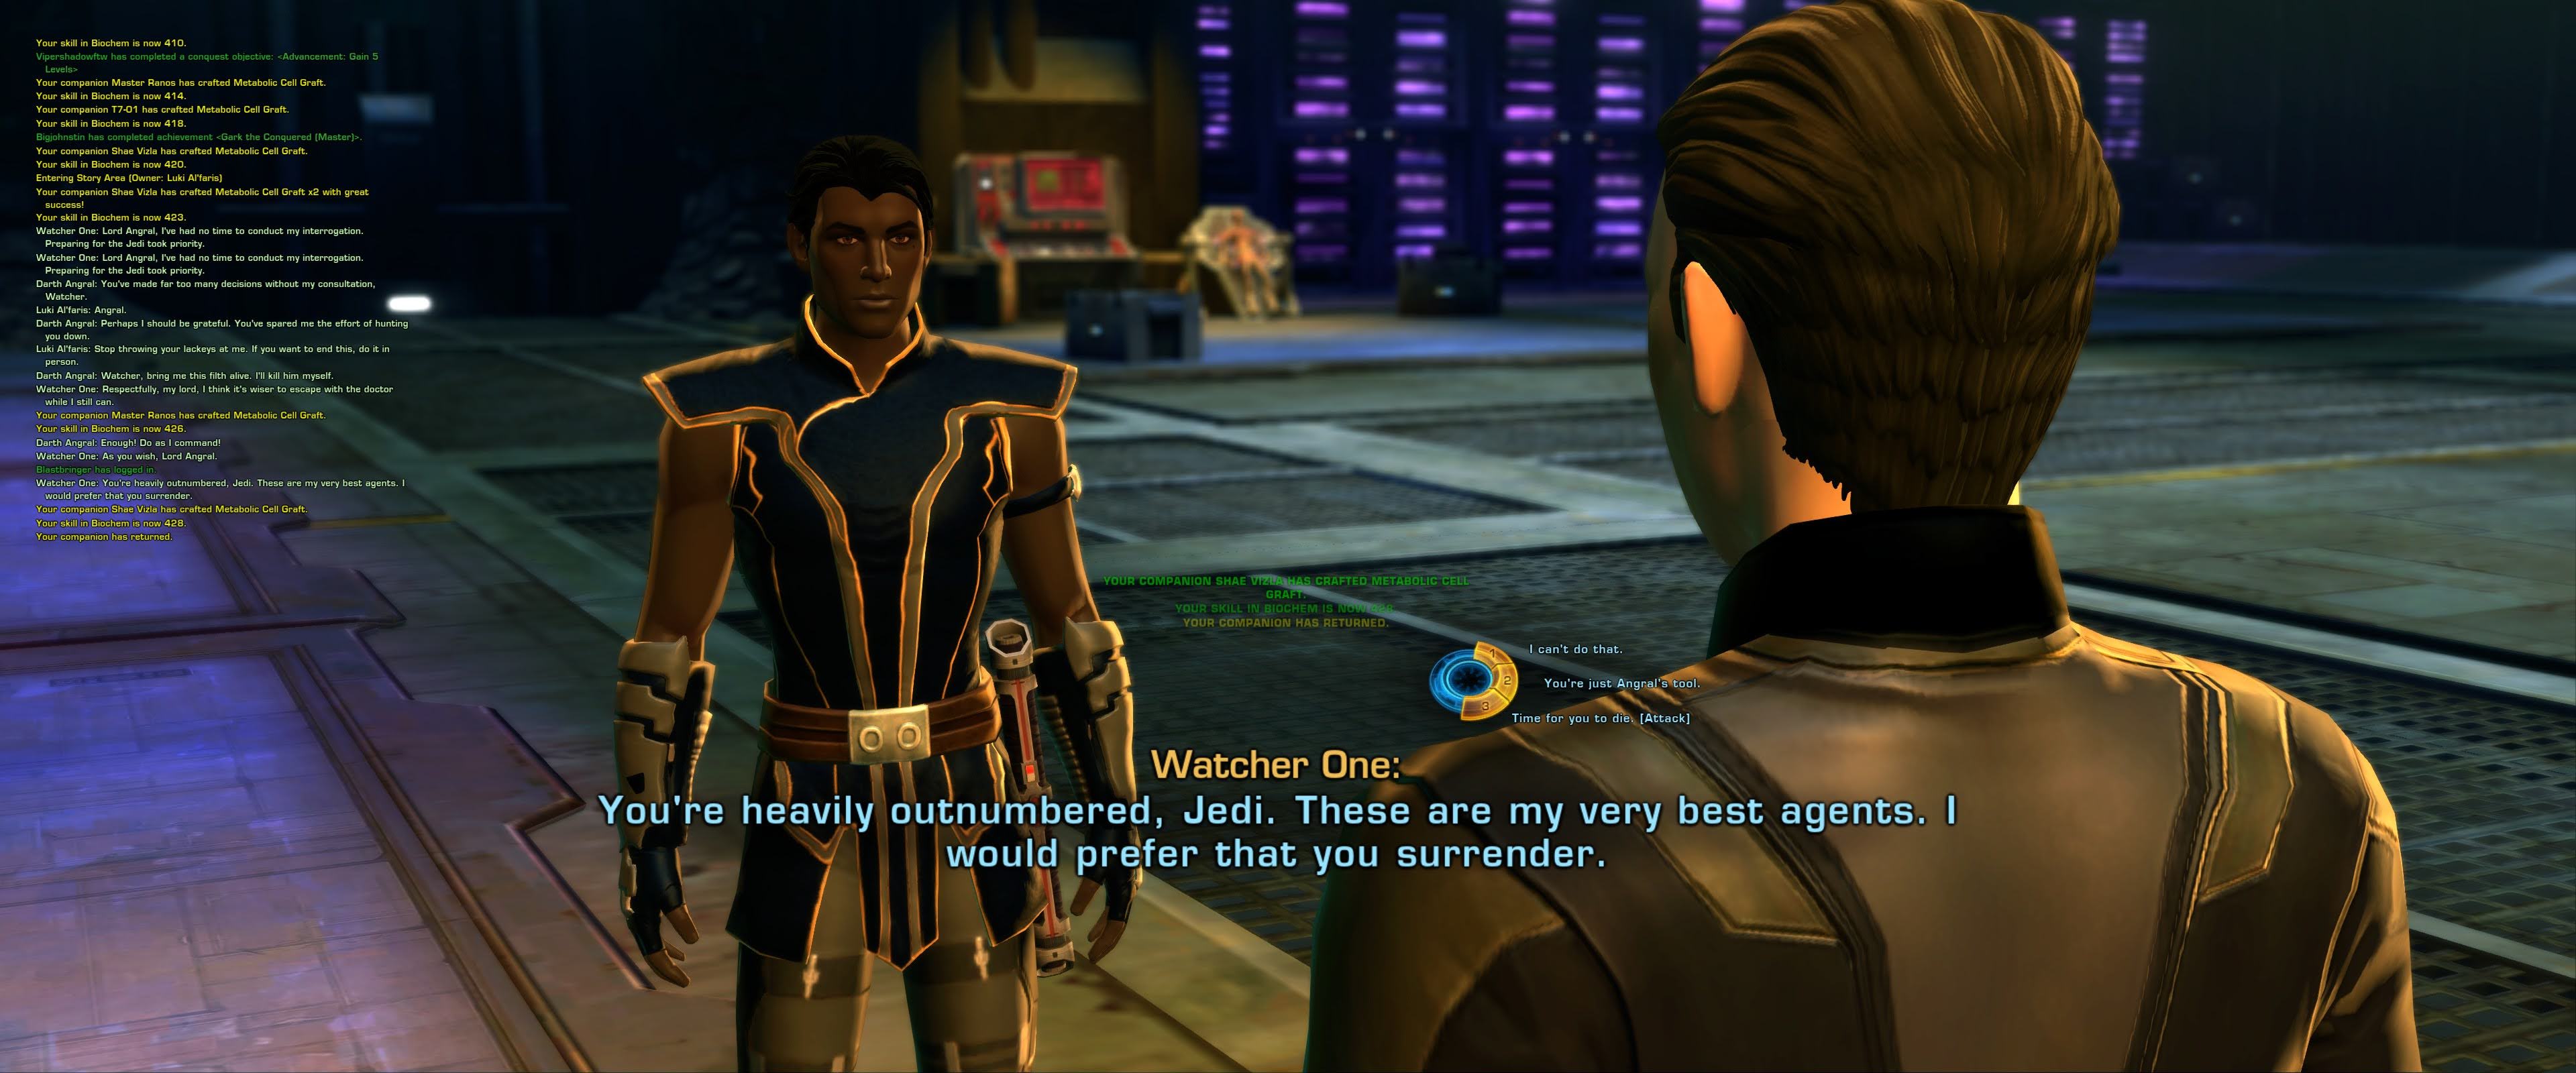 Your skill in Biochem is now 410.
Vipershadowftw has completed a conquest objective: <Advancement: Gain 5
Levels>
Your companion Master Ranos has crafted Metabolic Cell Graft.
Your skill in Biochem is now 414.
Your companion T7-01 has crafted Metabolic Cell Graft.
Your skill in Biochem is now 418.
Bigjohnstin has completed achievement <Gark the Conquered (Master)>.
Your companion Shae Vizla has crafted Metabolic Cell Graft.
Your skill in Biochem is now 420.
Entering Story Area (Owner: Luki Al'faris)
Your companion Shae Vizla has crafted Metabolic Cell Graft x2 with great
success!
Your skill in Biochem is now 423.
Watcher One: Lord Angral, I've had no time to conduct my interrogation.
Preparing for the Jedi took priority.
Watcher One: Lord Angral, I've had no time to conduct my interrogation.
Preparing for the Jedi took priority.
Darth Angral: You've made far too many decisions without my consultation,
Watcher.
Luki Al'faris: Angral.
Darth Angral: Perhaps I should be grateful. You've spared me the effort of hunting
you down.
Luki Al'faris: Stop throwing your lackeys at me. If you want to end this, do it in
person.
Darth Angral: Watcher, bring me this filth alive. I'll kill him myself.
Watcher One: Respectfully, my lord, I think it's wiser to escape with the doctor
while I still can.
Your companion Master Ranos has crafted Metabolic Cell Graft.
Your skill in Biochem is now 426.
Darth Angral: Enough! Do as I command!
Watcher One: As you wish, Lord Angral.
Blastbringer has logged in.
Watcher One: You're heavily outnumbered, Jedi. These are my very best agents. I
would prefer that you surrender.
Your companion Shae Vizla has crafted Metabolic Cell Graft.
Your skill in Biochem is now 428.
Your companion has returned.
YOUR COMPANION SHAE VIZLA HAS CRAFTED METABOLIC CELL
GRAFT.
YOUR SKILL IN BIOCHEM IS NOW
YOUR COMPANION HAS RETURNED.
1 I can't do that.
2 You're just Angral's tool.
3 Time for you to die. [Attack]
Watcher One:
You're heavily outnumbered, Jedi. These are my very best agents. I
would prefer that you surrender.